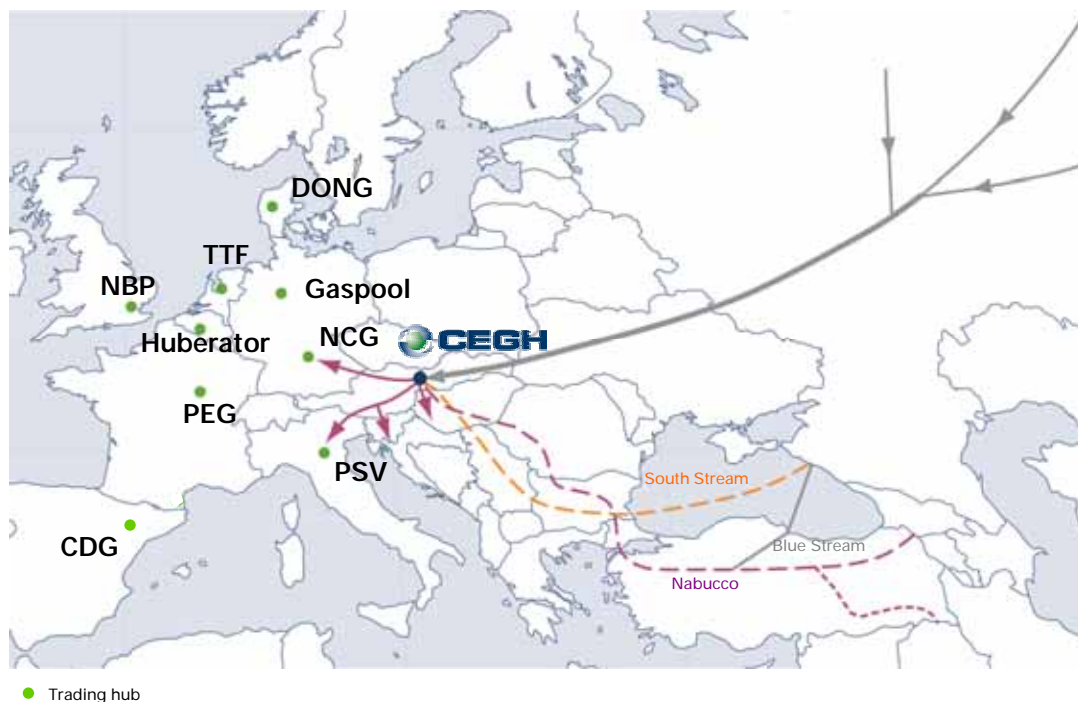 DONG
TTF
NBP
Gaspool
Huberator
NCG
CEGH
PEG
PSV
South Stream
CDG
Blue Stream
Nabucco
Trading hub